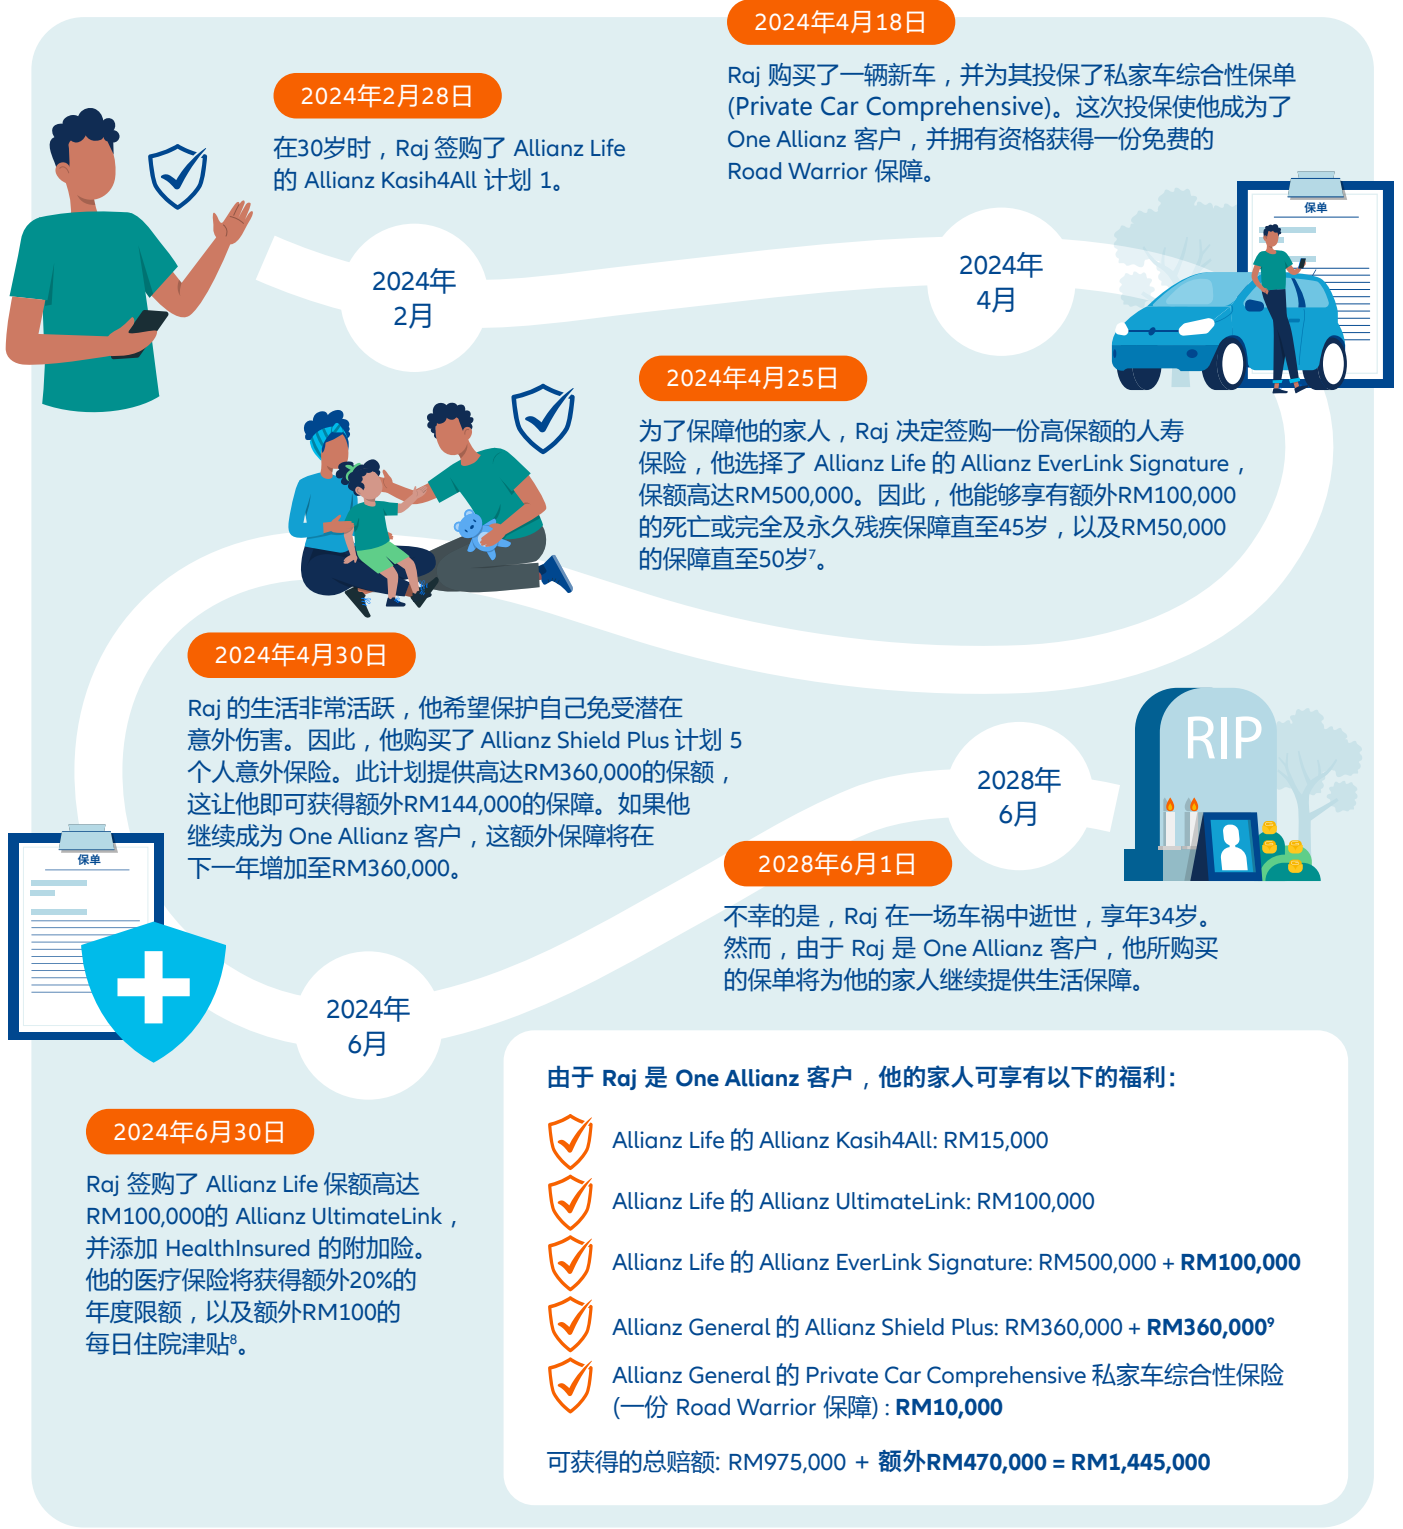 2024年2月28日
在30岁时，Raj 签购了 Allianz Life
的 Allianz Kasih4All 计划 1。
2024年4月18日
Raj 购买了一辆新车，并为其投保了私家车综合性保单
(Private Car Comprehensive)。这次投保使他成为了
One Allianz 客户，并拥有资格获得一份免费的
Road Warrior 保障。
2024年
2月
2024年
4月
保单
2024年4月25日
为了保障他的家人，Raj 决定签购一份高保额的人寿
保险，他选择了 Allianz Life 的 Allianz EverLink Signature，
保额高达RM500,000。因此，他能够享有额外RM100,000
的死亡或完全及永久残疾保障直至45岁，以及RM50,000
的保障直至50岁⁷。
2024年4月30日
Raj 的生活非常活跃，他希望保护自己免受潜在
意外伤害。因此，他购买了 Allianz Shield Plus 计划 5
个人意外保险。此计划提供高达RM360,000的保额，
这让他即可获得额外RM144,000的保障。如果他
继续成为 One Allianz 客户，这额外保障将在
下一年增加至RM360,000。
保单
2024年
6月
2024年6月30日
Raj 签购了 Allianz Life 保额高达
RM100,000的 Allianz UltimateLink，
并添加 HealthInsured 的附加险。
他的医疗保险将获得额外20%的
年度限额，以及额外RM100的
每日住院津贴⁸。
2028年
6月
RIP
2028年6月1日
不幸的是，Raj 在一场车祸中逝世，享年34岁。
然而，由于 Raj 是 One Allianz 客户，他所购买
的保单将为他的家人继续提供生活保障。
由于 Raj 是 One Allianz 客户，他的家人可享有以下的福利：
Allianz Life 的 Allianz Kasih4All: RM15,000
Allianz Life 的 Allianz UltimateLink: RM100,000
Allianz Life 的 Allianz EverLink Signature: RM500,000 + RM100,000
Allianz General 的 Allianz Shield Plus: RM360,000 + RM360,000⁹
Allianz General 的 Private Car Comprehensive 私家车综合性保险
(一份 Road Warrior 保障) : RM10,000
可获得的总赔额: RM975,000 + 额外RM470,000 = RM1,445,000